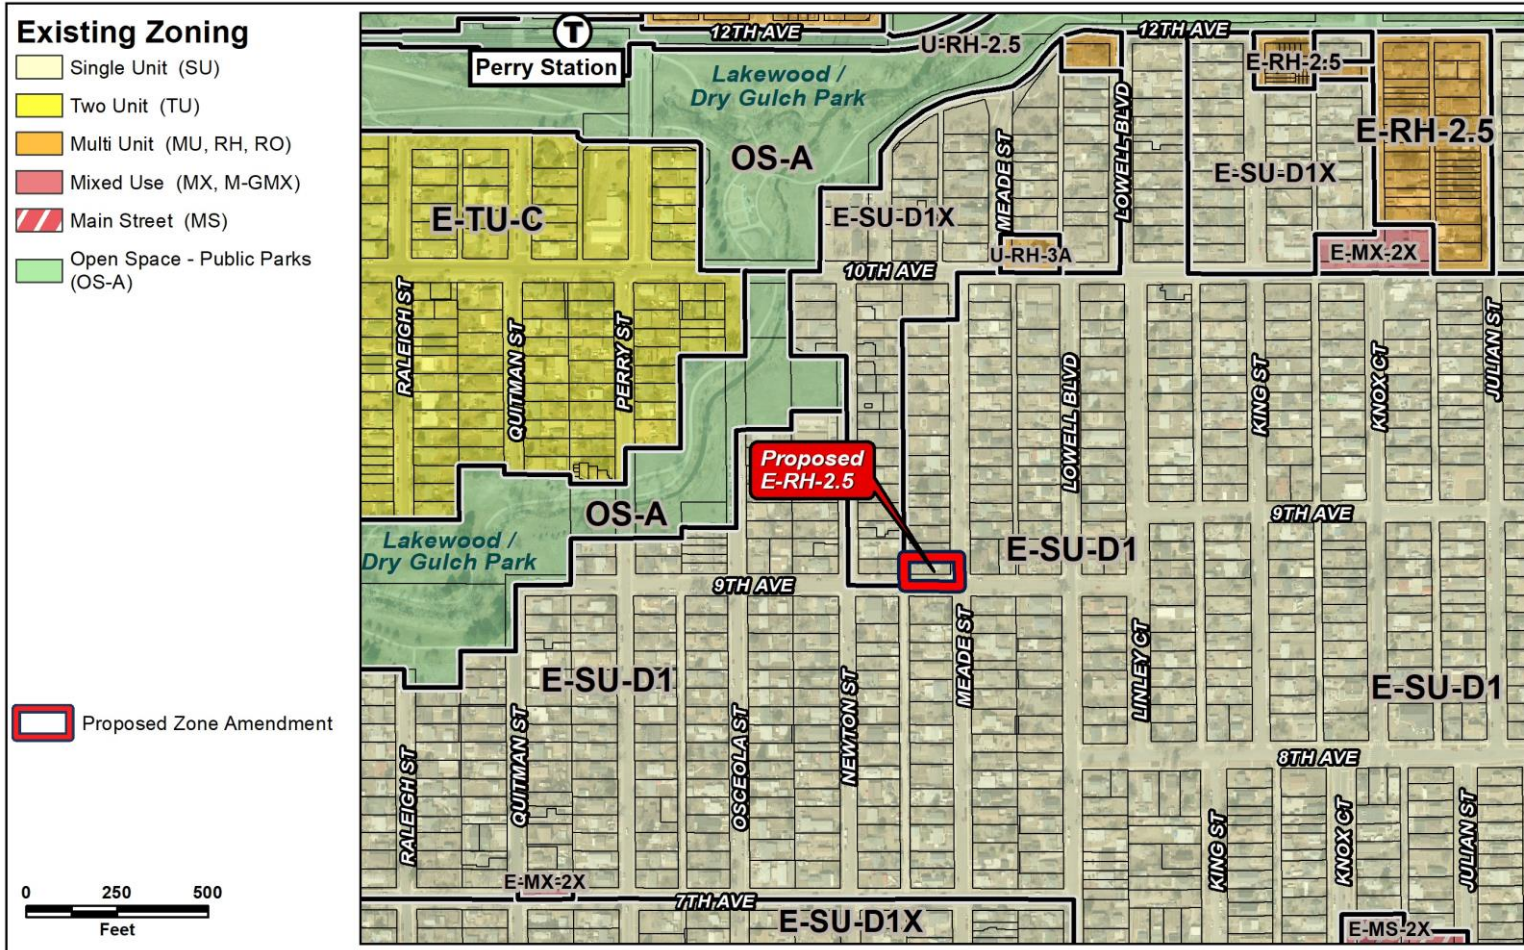 Existing Zoning
Single Unit (SU)
Two Unit (TU)
Multi Unit (MU, RH, RO)
Mixed Use (MX, M-GMX)
Main Street (MS)
Open Space - Public Parks
(OS-A)
Proposed Zone Amendment
0 250 500
Feet
T
Perry Station
12TH AVE
U-RH-2.5
12TH AVE
Lakewood /
Dry Gulch Park
E-RH-2.5
E-RH-2.5
OS-A
MEADE ST
LOWELL BLVD
E-SU-D1X
E-TU-C
E-SU-D1X
U-RH-3A
E-MX-2X
10TH AVE
RALEIGH ST
QUITMAN ST
PERRY ST
LOWELL BLVD
KING ST
KNOX CT
JULIAN ST
Proposed
E-RH-2.5
OS-A
9TH AVE
Lakewood /
Dry Gulch Park
E-SU-D1
9TH AVE
E-SU-D1
MEADE ST
LINLEY CT
E-SU-D1
NEWTON ST
QUITMAN ST
OSCEOLA ST
RALEIGH ST
8TH AVE
KING ST
KNOX CT
JULIAN ST
E-MX-2X
7TH AVE
E-SU-D1X
E-MS-2X